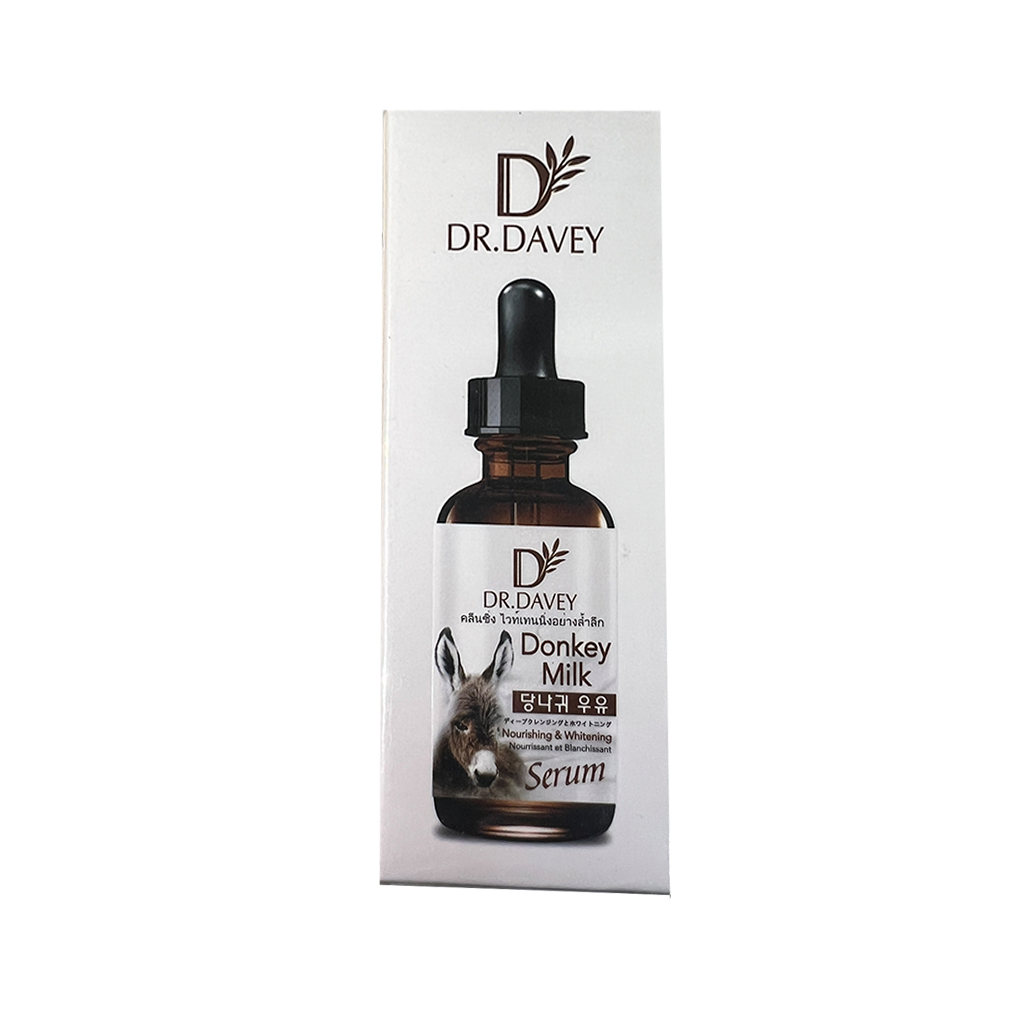 D
DR.DAVEY
D
DR.DAVEY
คลีนซิ่ง ไวท์เทนนิ่งอย่างล้ำลึก
Donkey
Milk
당나귀 우유
ディープクレンジングとホワイトニング
Nourishing & Whitening
Nourrissant et Blanchissant
Serum